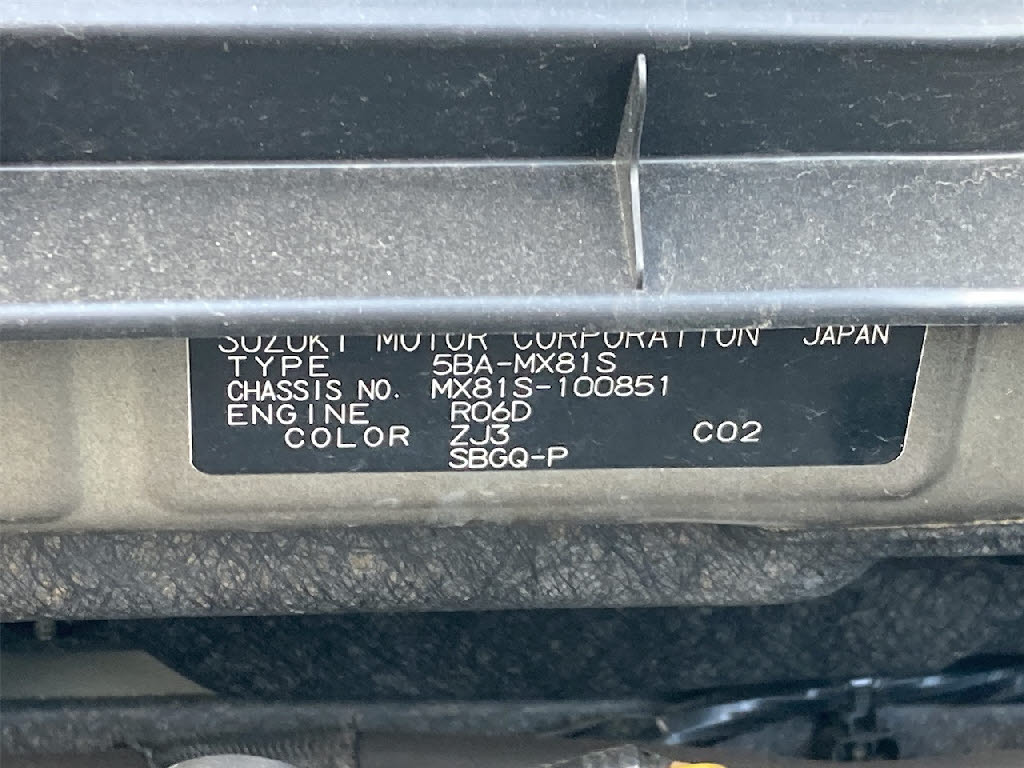 SUZUKI MOTOR CORPORATION JAPAN
TYPE 5BA-MX81S
CHASSIS NO. MX81S-100851
ENGINE R06D
COLOR ZJ3 C02
SBGQ-P